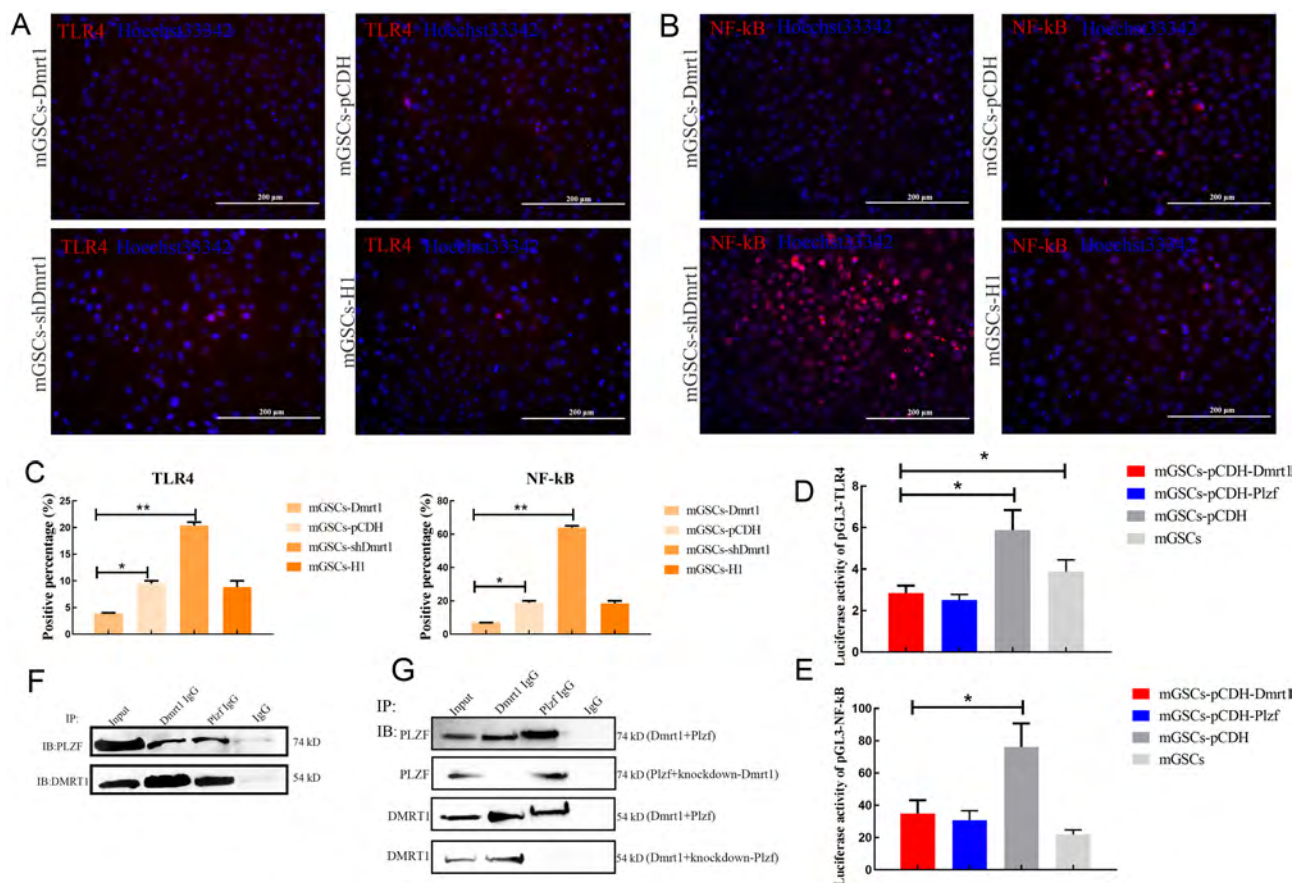 A
TLR4 Hoechst33342
mGSCs-Dmrt1
200 μm
TLR4 Hoechst33342
mGSCs-pCDH
200 μm
TLR4 Hoechst33342
mGSCs-shDmrt1
200 μm
TLR4 Hoechst33342
mGSCs-H1
200 μm
B
NF-kB Hoechst33342
mGSCs-Dmrt1
200 μm
NF-kB Hoechst33342
mGSCs-pCDH
200 μm
NF-kB Hoechst33342
mGSCs-shDmrt1
200 μm
NF-kB Hoechst33342
mGSCs-H1
200 μm
C
TLR4
Positive percentage (%)
25
20
15
10
5
0
**
*
mGSCs-Dmrt1
mGSCs-pCDH
mGSCs-shDmrt1
mGSCs-H1
NF-kB
Positive percentage (%)
80
60
40
20
0
**
*
mGSCs-Dmrt1
mGSCs-pCDH
mGSCs-shDmrt1
mGSCs-H1
D
Luciferase activity of pGL3-TLR4
8
6
4
2
0
*
*
mGSCs-pCDH-Dmrt1
mGSCs-pCDH-Plzf
mGSCs-pCDH
mGSCs
E
Luciferase activity of pGL3-NF-kB
100
80
60
40
20
0
*
mGSCs-pCDH-Dmrt1
mGSCs-pCDH-Plzf
mGSCs-pCDH
mGSCs
F
IP: Input Dmrt1 IgG Plzf IgG IgG
IB:PLZF 74 kD
IB:DMRT1 54 kD
G
IP: Input Dmrt1 IgG Plzf IgG IgG
IB: PLZF 74 kD (Dmrt1+Plzf)
PLZF 74 kD (Plzf+knockdown-Dmrt1)
DMRT1 54 kD (Dmrt1+Plzf)
DMRT1 54 kD (Dmrt1+knockdown-Plzf)